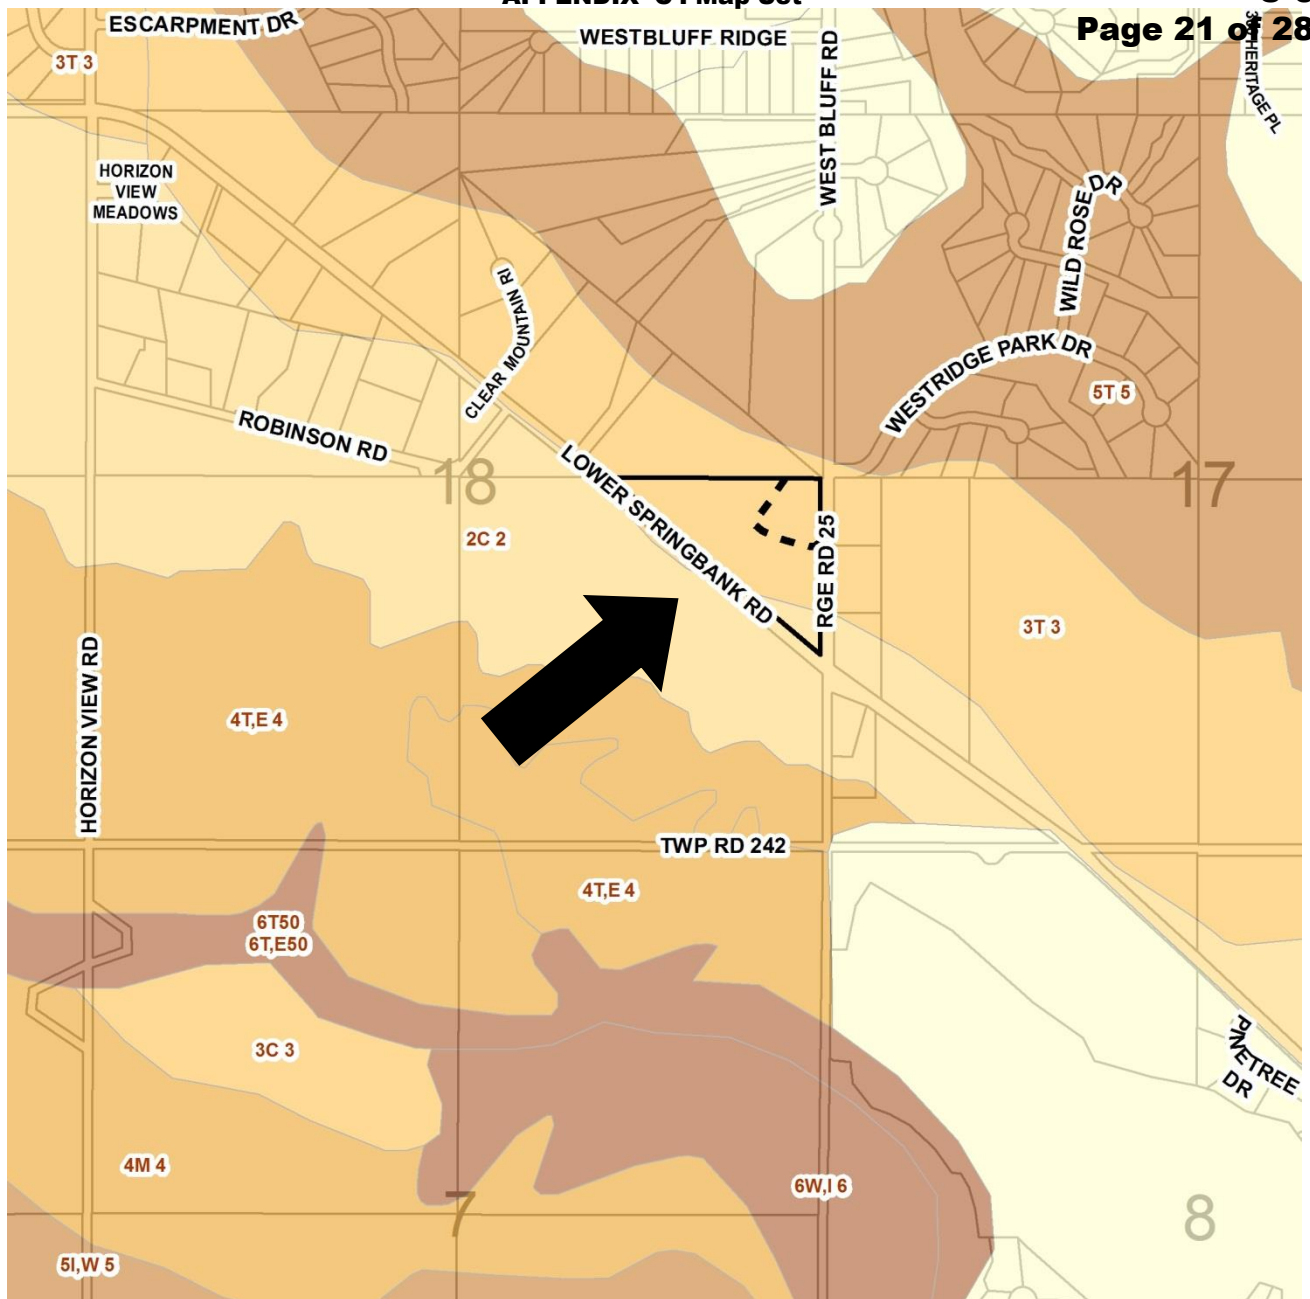 APPENDIX
Map Set
Page 21 of 28
ESCARPMENT DR
WESTBLUFF RIDGE
WEST BLUFF RD
HERITAGE PL
3T 3
HORIZON
VIEW
MEADOWS
WILD ROSE DR
CLEAR MOUNTAIN RI
WESTRIDGE PARK DR
5T 5
ROBINSON RD
18
17
LOWER SPRINGBANK RD
RGE RD 25
2C 2
3T 3
HORIZON VIEW RD
4T,E 4
TWP RD 242
4T,E 4
6T50
6T,E50
3C 3
PINETREE
DR
4M 4
6W,I 6
7
8
5I,W 5